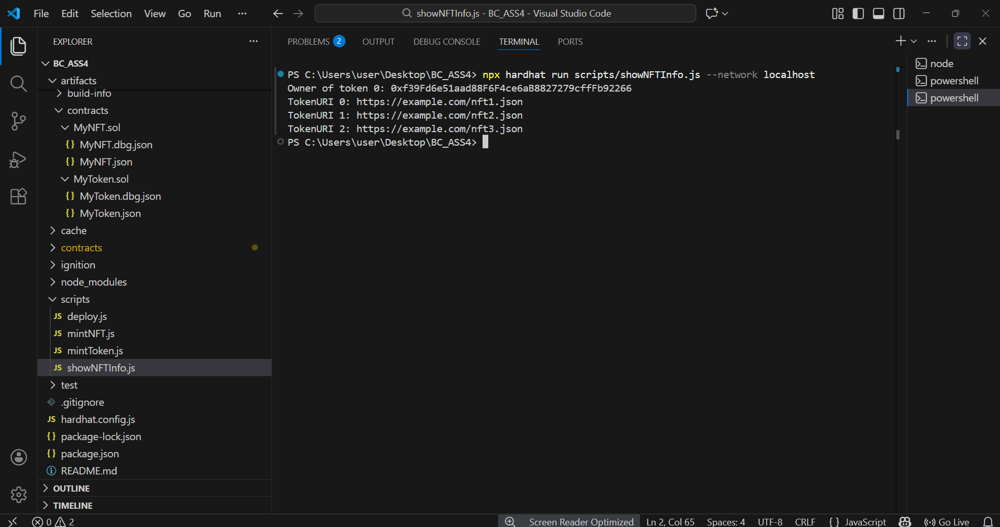 File Edit Selection View Go Run
showNFTInfo.js - BC_ASS4 - Visual Studio Code
EXPLORER
BC_ASS4
artifacts
build-info
contracts
MyNFT.sol
{} MyNFT.dbg.json
{} MyNFT.json
MyToken.sol
{} MyToken.dbg.json
{} MyToken.json
cache
contracts
ignition
node_modules
scripts
JS deploy.js
JS mintNFT.js
JS mintToken.js
JS showNFTInfo.js
test
.gitignore
JS hardhat.config.js
{} package-lock.json
{} package.json
README.md
OUTLINE
TIMELINE
PROBLEMS 2 OUTPUT DEBUG CONSOLE TERMINAL PORTS
PS C:\Users\user\Desktop\BC_ASS4> npx hardhat run scripts/showNFTInfo.js --network localhost
Owner of token 0: 0xf39Fd6e51aad88F6F4ce6aB8827279cffFb92266
TokenURI 0: https://example.com/nft1.json
TokenURI 1: https://example.com/nft2.json
TokenURI 2: https://example.com/nft3.json
PS C:\Users\user\Desktop\BC_ASS4>
node
powershell
powershell
0 2
Screen Reader Optimized Ln 2, Col 65 Spaces: 4 UTF-8 CRLF {} JavaScript Go Live